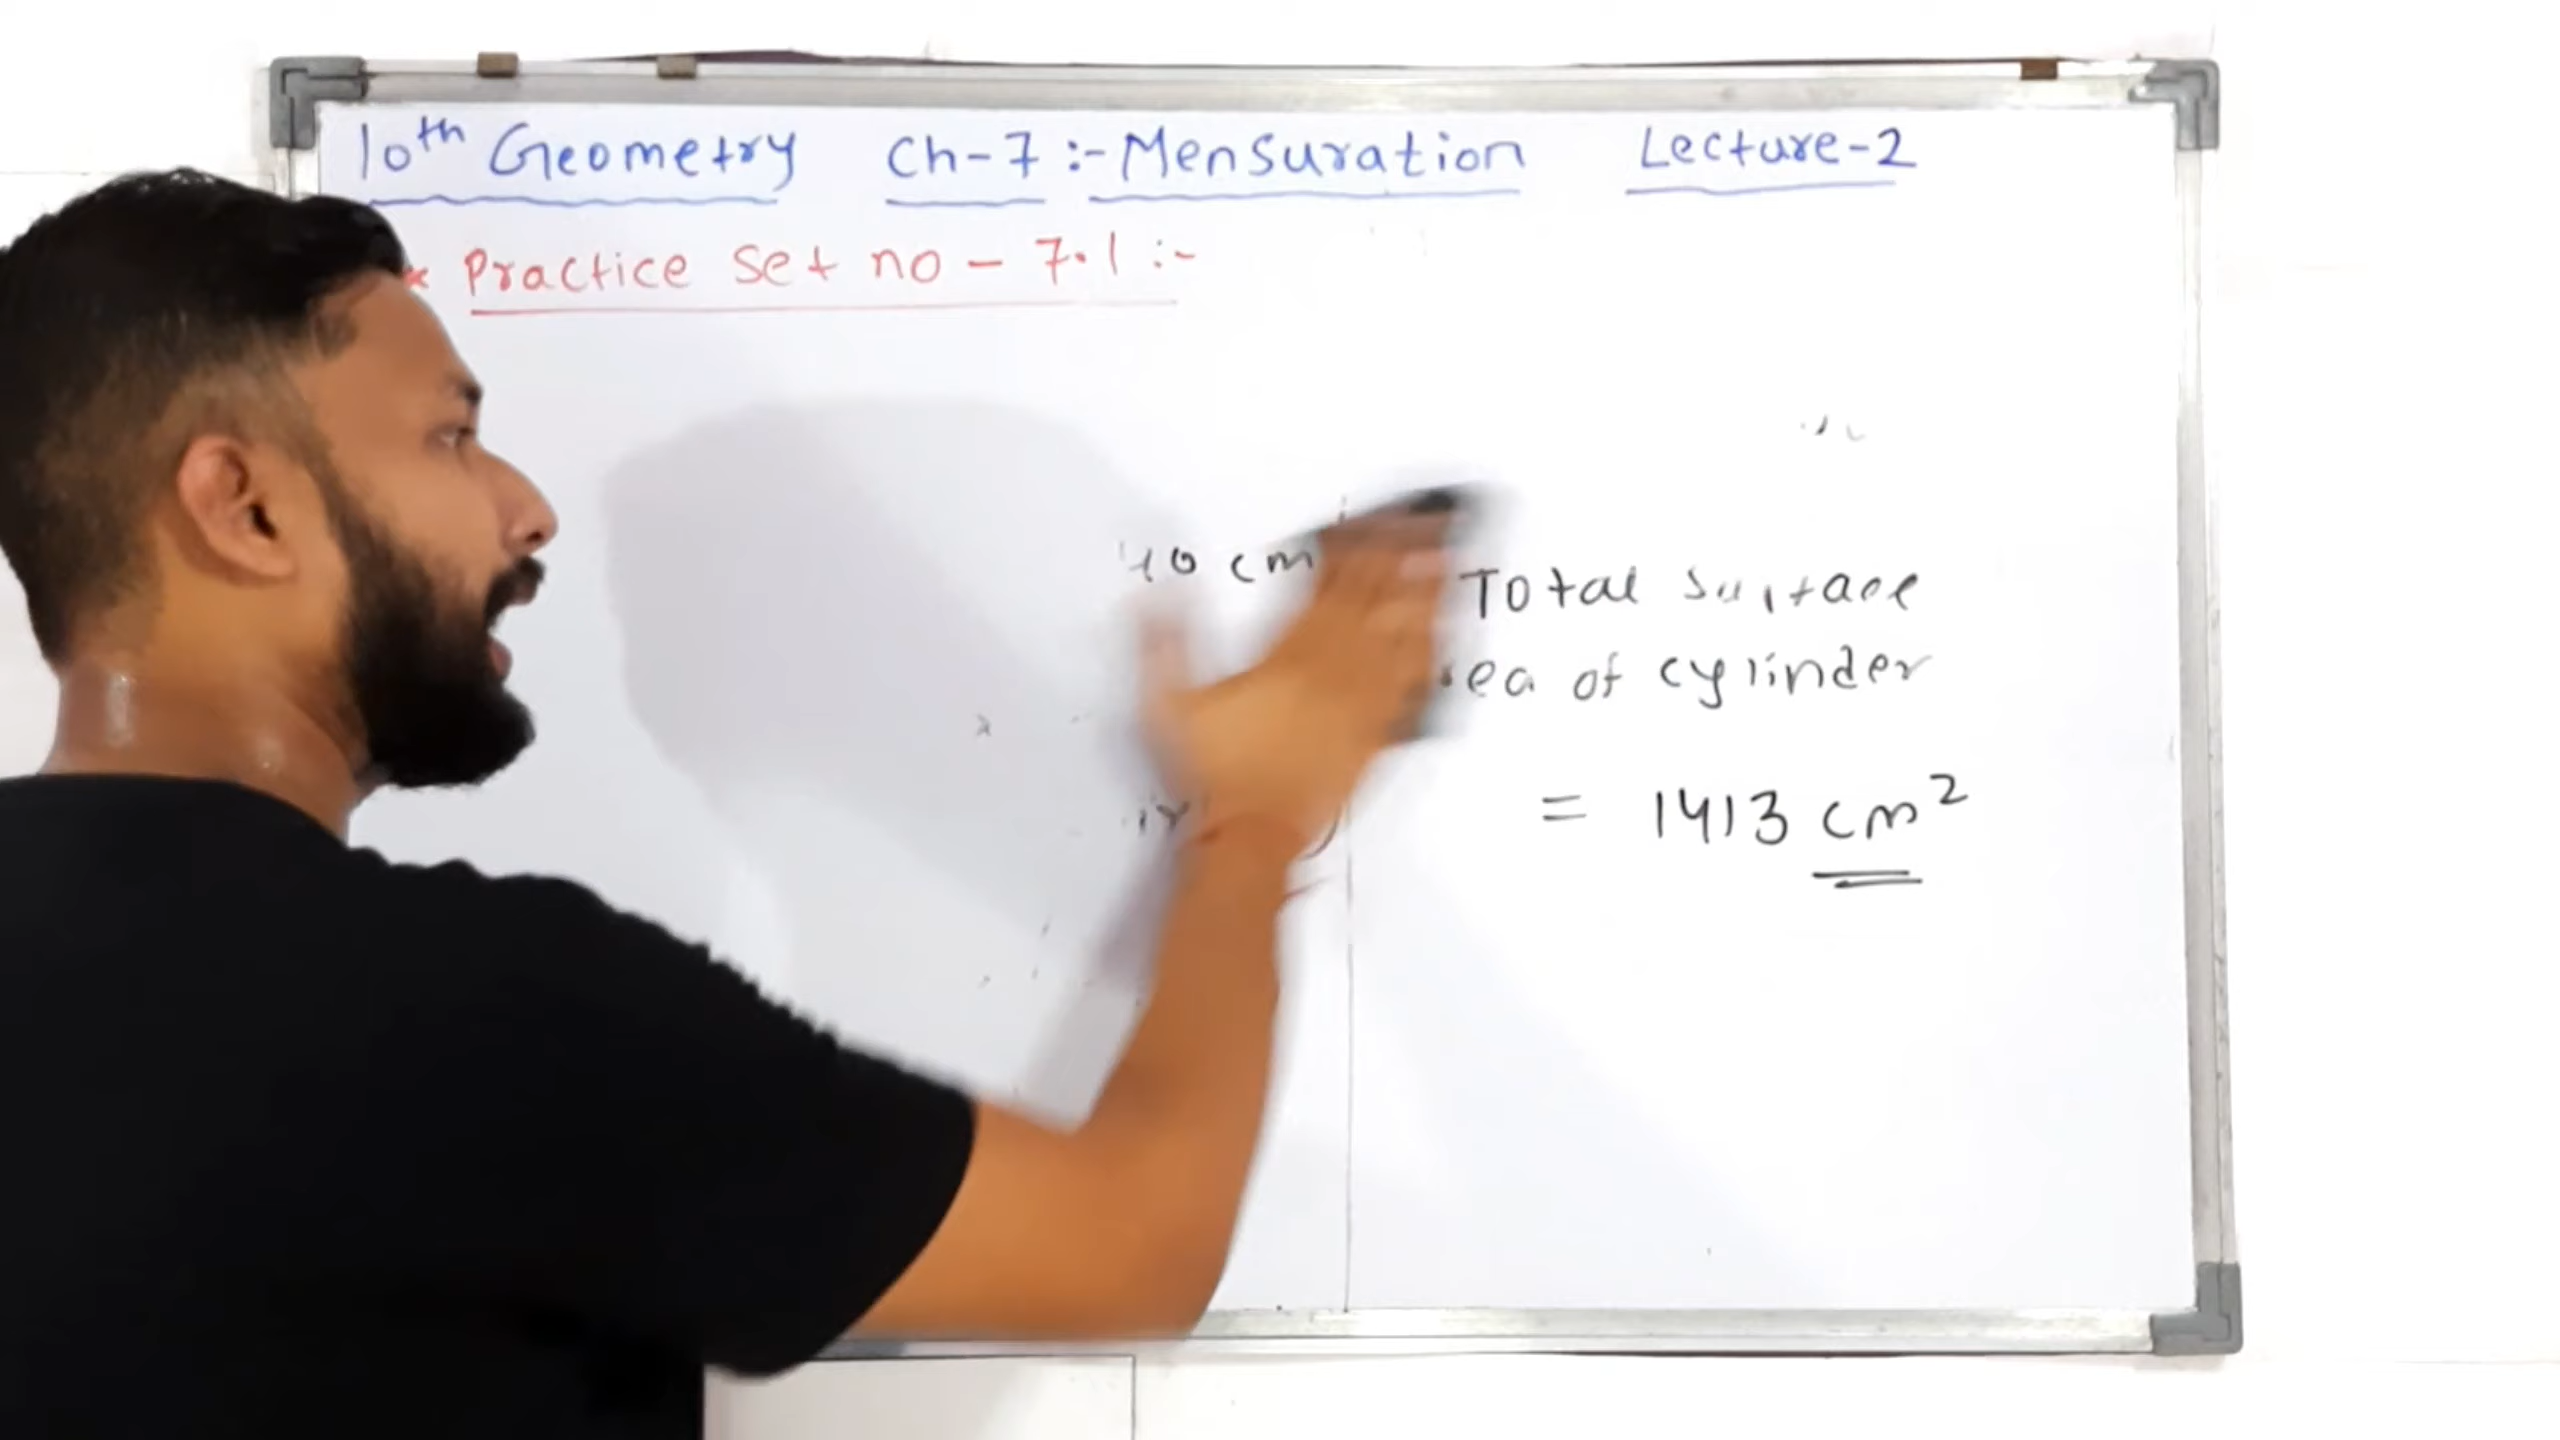 10th Geometry Ch-7 :- Mensuration Lecture-2
* Practice Set no - 7.1 :-
40 cm
Total surface
ea of cylinder
= 1413 cm²